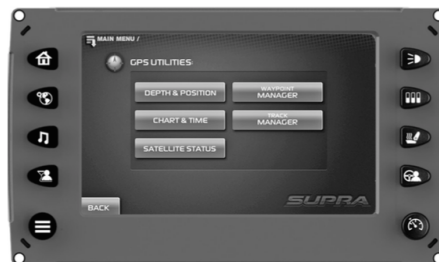 MAIN MENU /
GPS UTILITIES:
DEPTH & POSITION
WAYPOINT
MANAGER
CHART & TIME
TRACK
MANAGER
SATELLITE STATUS
BACK
SUPRA